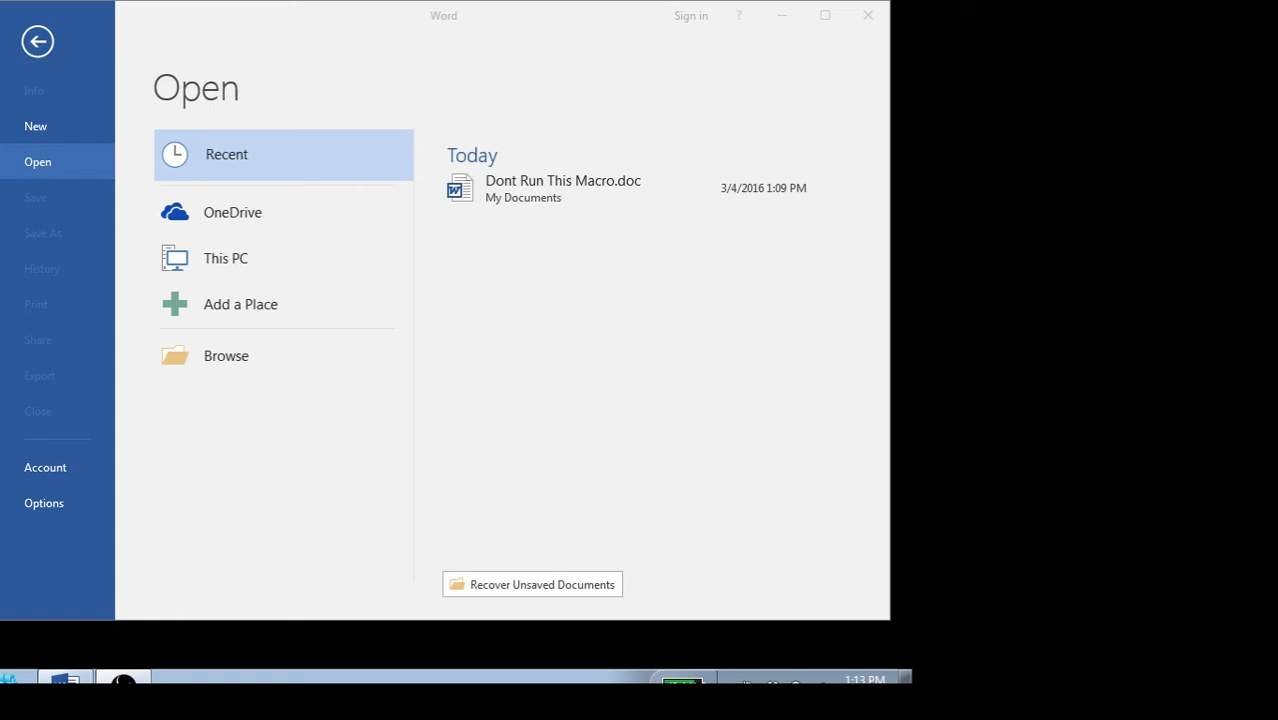 Word
Sign in
?
Info
Open
New
Recent
Today
Open
Dont Run This Macro.doc
3/4/2016 1:09 PM
My Documents
Save
OneDrive
Save As
This PC
History
Print
Add a Place
Share
Browse
Export
Close
Account
Options
Recover Unsaved Documents
1:13 PM